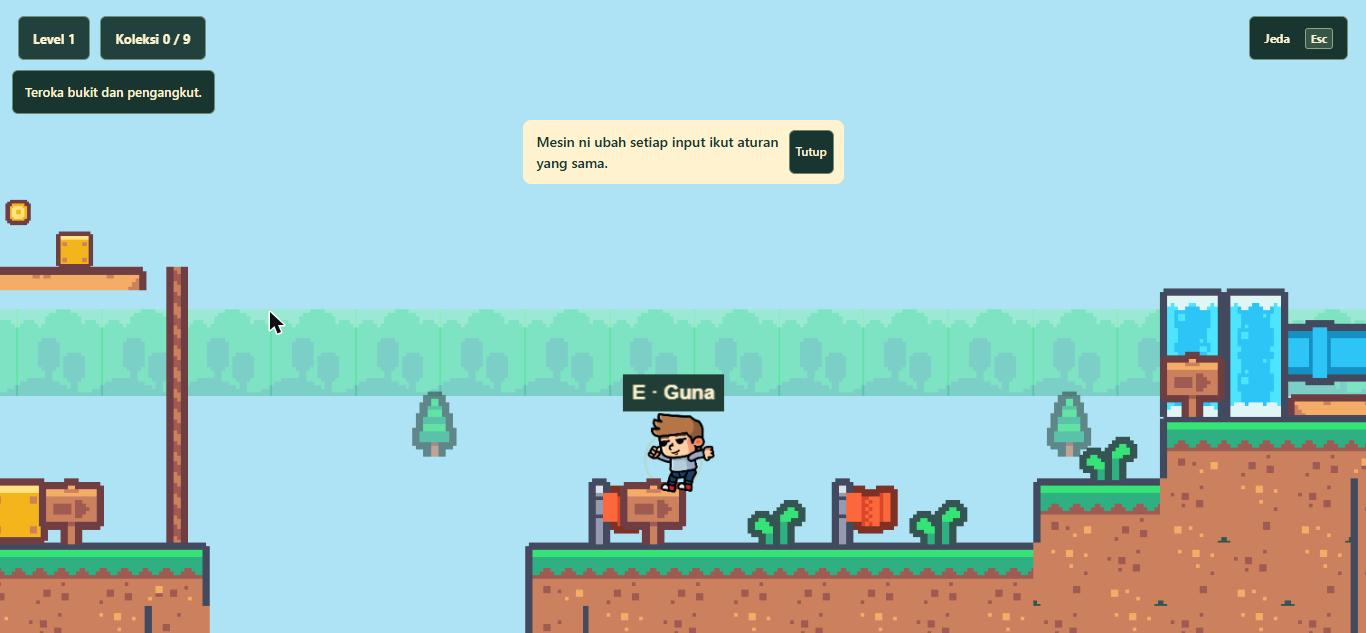 Level 1
Koleksi 0 / 9
Jeda Esc
Teroka bukit dan pengangkut.
Mesin ni ubah setiap input ikut aturan
yang sama.
Tutup
E · Guna